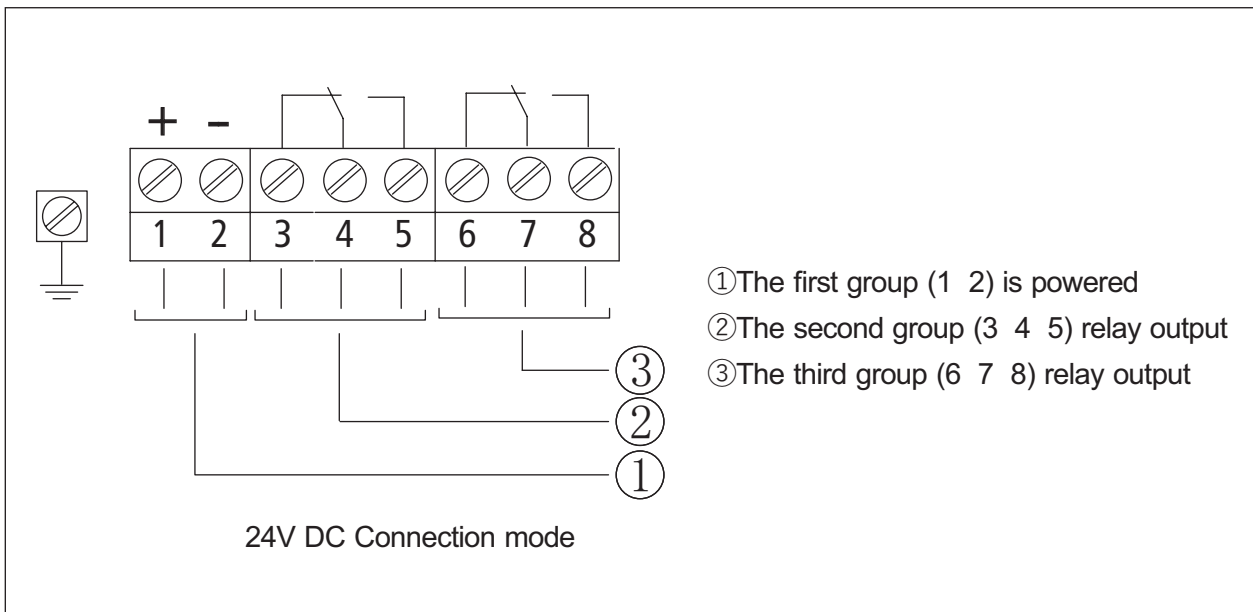 + -
1 2 3 4 5 6 7 8
①The first group (1 2) is powered
②The second group (3 4 5) relay output
③The third group (6 7 8) relay output
③
②
①
24V DC Connection mode